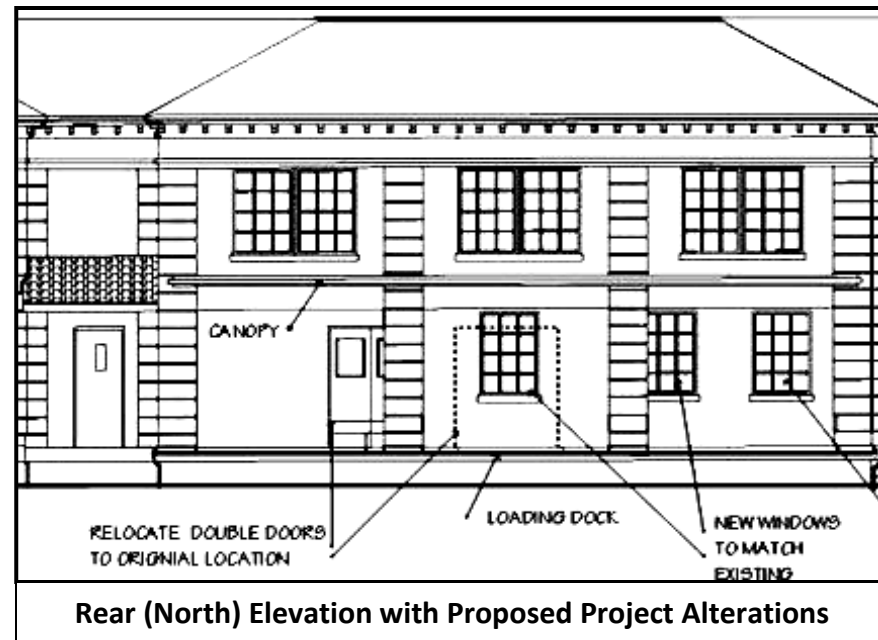 CANOPY
RELOCATE DOUBLE DOORS
TO ORIGNIAL LOCATION
LOADING DOCK
NEW WINDOWS
TO MATCH
EXISTING
Rear (North) Elevation with Proposed Project Alterations